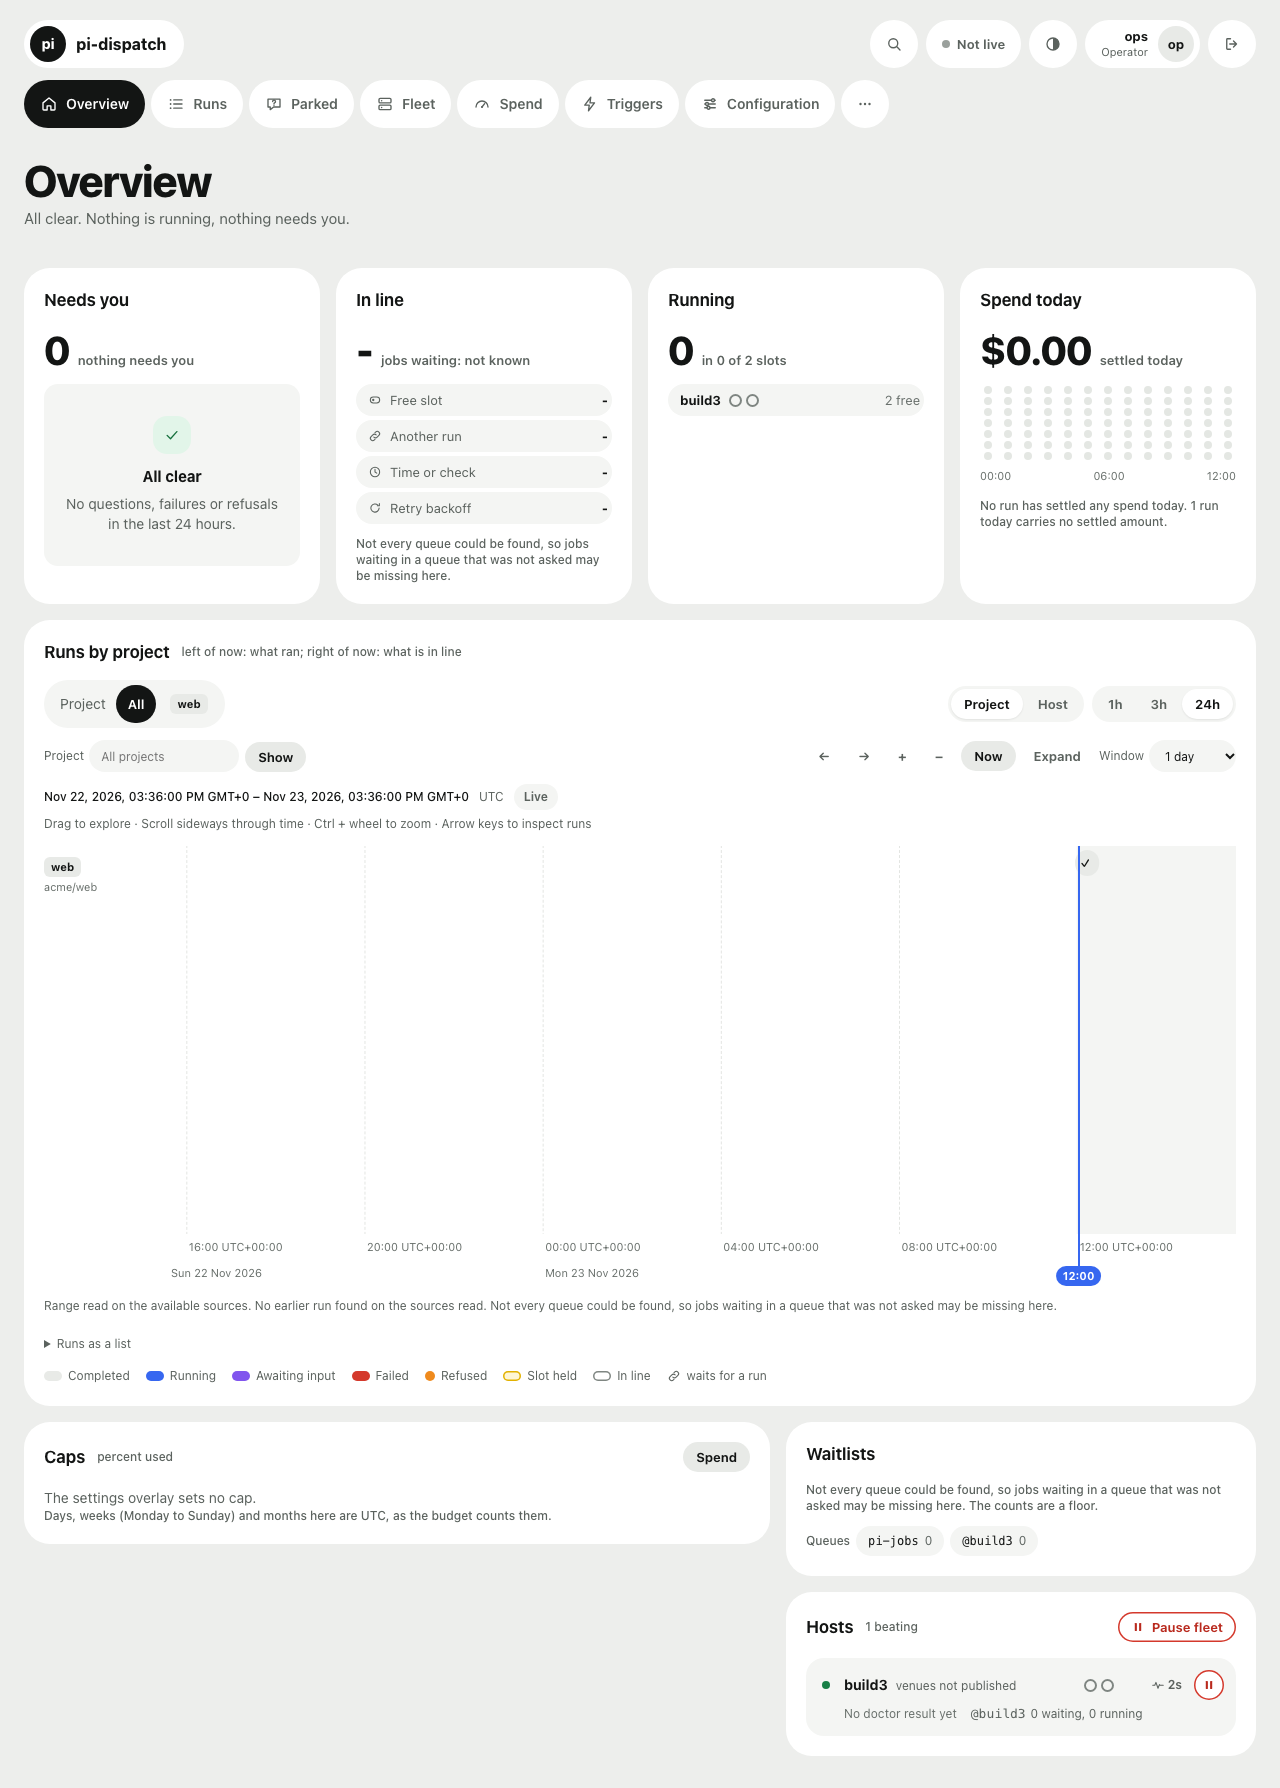 pi pi-dispatch
Not live
ops
Operator
op
Overview Runs Parked Fleet Spend Triggers Configuration ...
Overview
All clear. Nothing is running, nothing needs you.
Needs you
0 nothing needs you
All clear
No questions, failures or refusals
in the last 24 hours.
In line
- jobs waiting: not known
Free slot -
Another run -
Time or check -
Retry backoff -
Not every queue could be found, so jobs
waiting in a queue that was not asked may
be missing here.
Running
0 in 0 of 2 slots
build3 2 free
Spend today
$0.00 settled today
00:00 06:00 12:00
No run has settled any spend today. 1 run
today carries no settled amount.
Runs by project left of now: what ran; right of now: what is in line
Project All web
Project Host 1h 3h 24h
Project All projects Show
← → + − Now Expand Window 1 day
Nov 22, 2026, 03:36:00 PM GMT+0 – Nov 23, 2026, 03:36:00 PM GMT+0 UTC Live
Drag to explore · Scroll sideways through time · Ctrl + wheel to zoom · Arrow keys to inspect runs
web
acme/web
16:00 UTC+00:00 20:00 UTC+00:00 00:00 UTC+00:00 04:00 UTC+00:00 08:00 UTC+00:00 12:00 UTC+00:00
Sun 22 Nov 2026 Mon 23 Nov 2026 12:00
Range read on the available sources. No earlier run found on the sources read. Not every queue could be found, so jobs waiting in a queue that was not asked may be missing here.
Runs as a list
Completed Running Awaiting input Failed Refused Slot held In line waits for a run
Caps percent used Spend
The settings overlay sets no cap.
Days, weeks (Monday to Sunday) and months here are UTC, as the budget counts them.
Waitlists
Not every queue could be found, so jobs waiting in a queue that was not
asked may be missing here. The counts are a floor.
Queues pi-jobs 0 @build3 0
Hosts 1 beating Pause fleet
build3 venues not published 2s
No doctor result yet @build3 0 waiting, 0 running